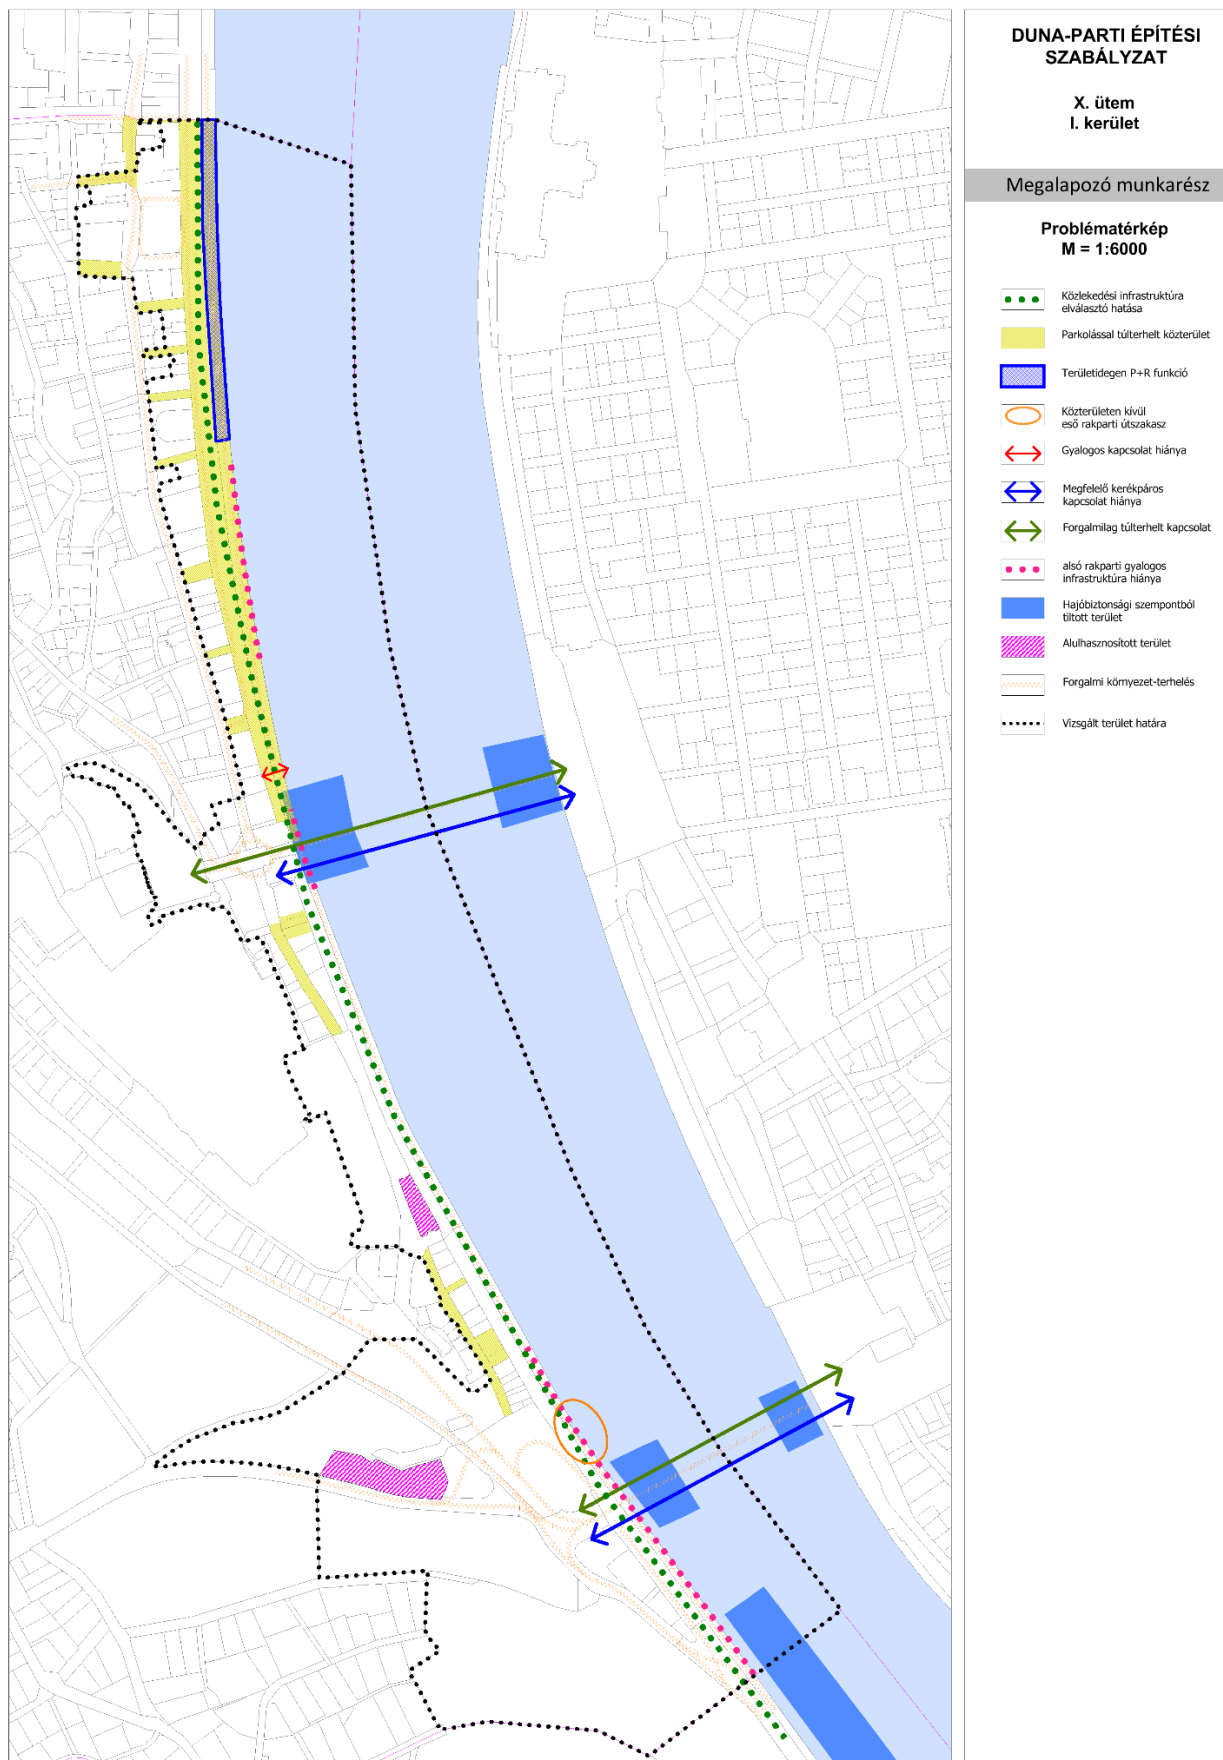 DUNA-PARTI ÉPÍTÉSI
SZABÁLYZAT
X. ütem
I. kerület
Megalapozó munkarész
Problématérkép
M = 1:6000
Közlekedési infrastruktúra
elválasztó hatása
Parkolással túlterhelt közterület
Területidegen P+R funkció
Közterületen kívül
eső rakparti útszakasz
Gyalogos kapcsolat hiánya
Megfelelő kerékpáros
kapcsolat hiánya
Forgalmilag túlterhelt kapcsolat
alsó rakparti gyalogos
infrastruktúra hiánya
Hajóbiztonsági szempontból
tiltott terület
Alulhasznosított terület
Forgalmi környezet-terhelés
Vizsgált terület határa